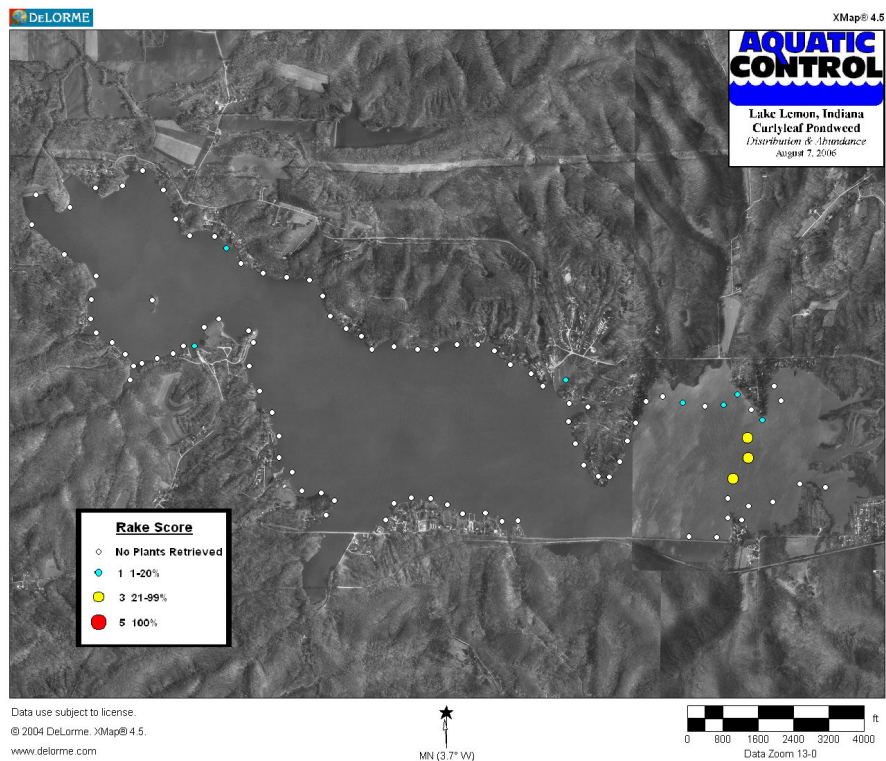 DELORME
XMap® 4.5
AQUATIC
CONTROL
Lake Lemon, Indiana
Curlyleaf Pondweed
Distribution & Abundance
August 7, 2006
Rake Score
No Plants Retrieved
1 1-20%
3 21-99%
5 100%
Data use subject to license.
© 2004 DeLorme. XMap® 4.5.
www.delorme.com
N
MN (3.7° W)
ft
0 800 1600 2400 3200 4000
Data Zoom 13-0